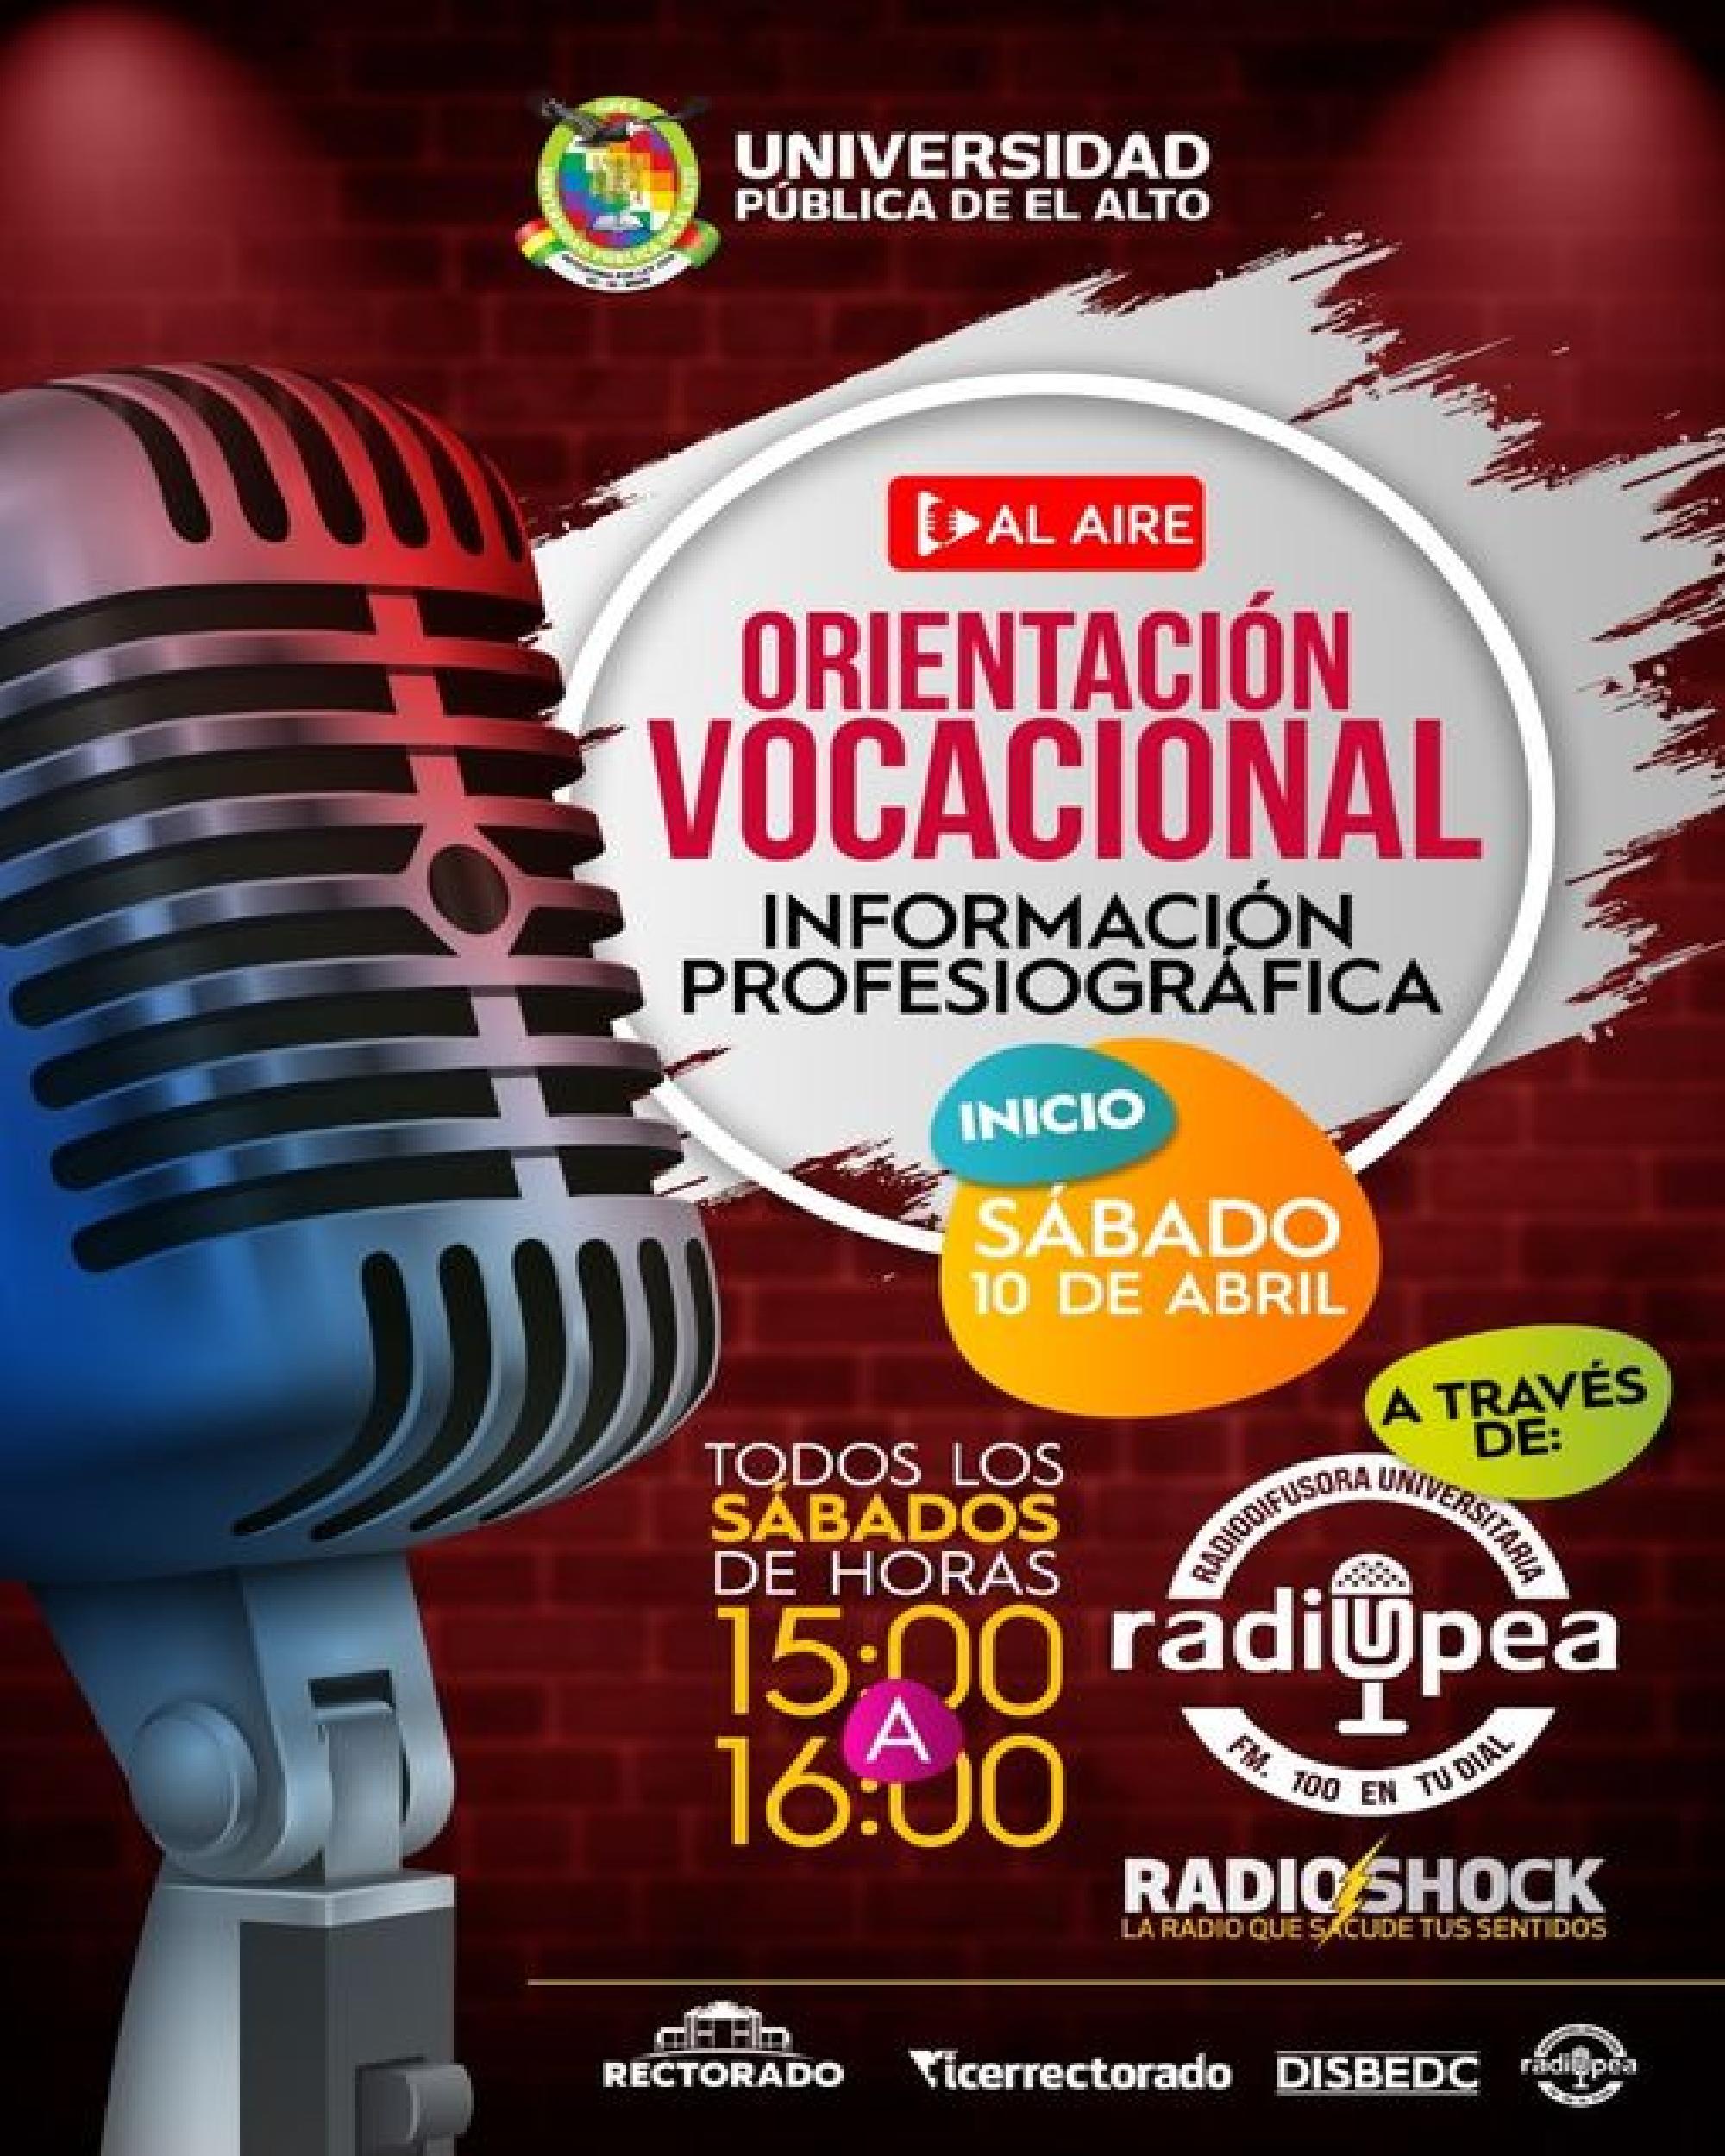 UNIVERSIDAD
PÚBLICA DE EL ALTO
AL AIRE
ORIENTACIÓN
VOCACIONAL
INFORMACIÓN
PROFESIOGRÁFICA
INICIO
SÁBADO
10 DE ABRIL
A TRAVÉS
DE:
TODOS LOS
SÁBADOS
DE HORAS
15:00
A
16:00
RADIODIFUSORA UNIVERSITARIA
radiupea
FM. 100 EN TU DIAL
RADIO SHOCK
LA RADIO QUE SACUDE TUS SENTIDOS
RECTORADO
Vicerrectorado
DISBEDC
radiupea